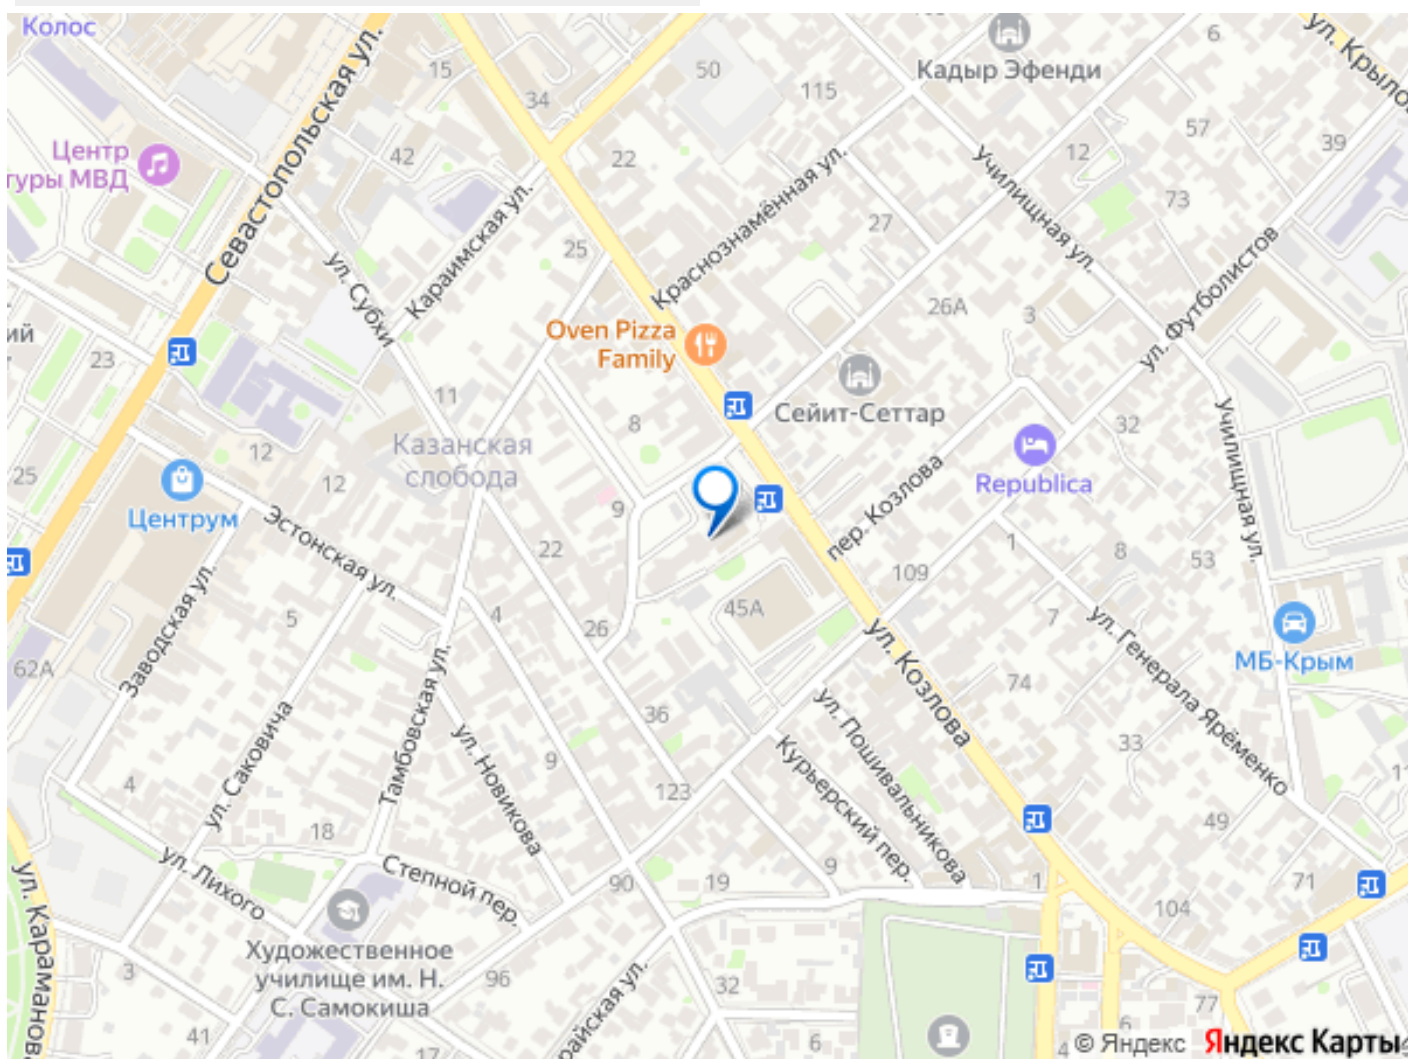 Колос
Севастопольская ул.
15
34
50
115
Кадыр Эфенди
6
ул. Крылова
57
39
Центр
туры МВД
42
22
12
Краснознамённая ул.
Училищная ул.
73
Караимская ул.
25
27
ул. Субхи
ул. Футболистов
26А
3
ий
23
Oven Pizza
Family
11
8
Сейит-Сеттар
32
Казанская
слобода
12
12
25
Republica
Училищная ул.
Центрум
9
пер. Козлова
Эстонская ул.
22
1
8
53
109
Заводская ул.
5
4
45А
7
26
ул. Козлова
ул. Генерала Ярёменко
МБ-Крым
62А
Тамбовская ул.
74
36
ул. Пошивальникова
ул. Саковича
ул. Новикова
9
Курьерский пер.
33
4
123
49
18
ул. Лихого
Степной пер.
9
90
19
1
71
104
ул. Караманова
Художественное
училище им. Н.
С. Самокиша
96
3
32
77
41
17
райская ул.
6
6
© Яндекс Яндекс Карты